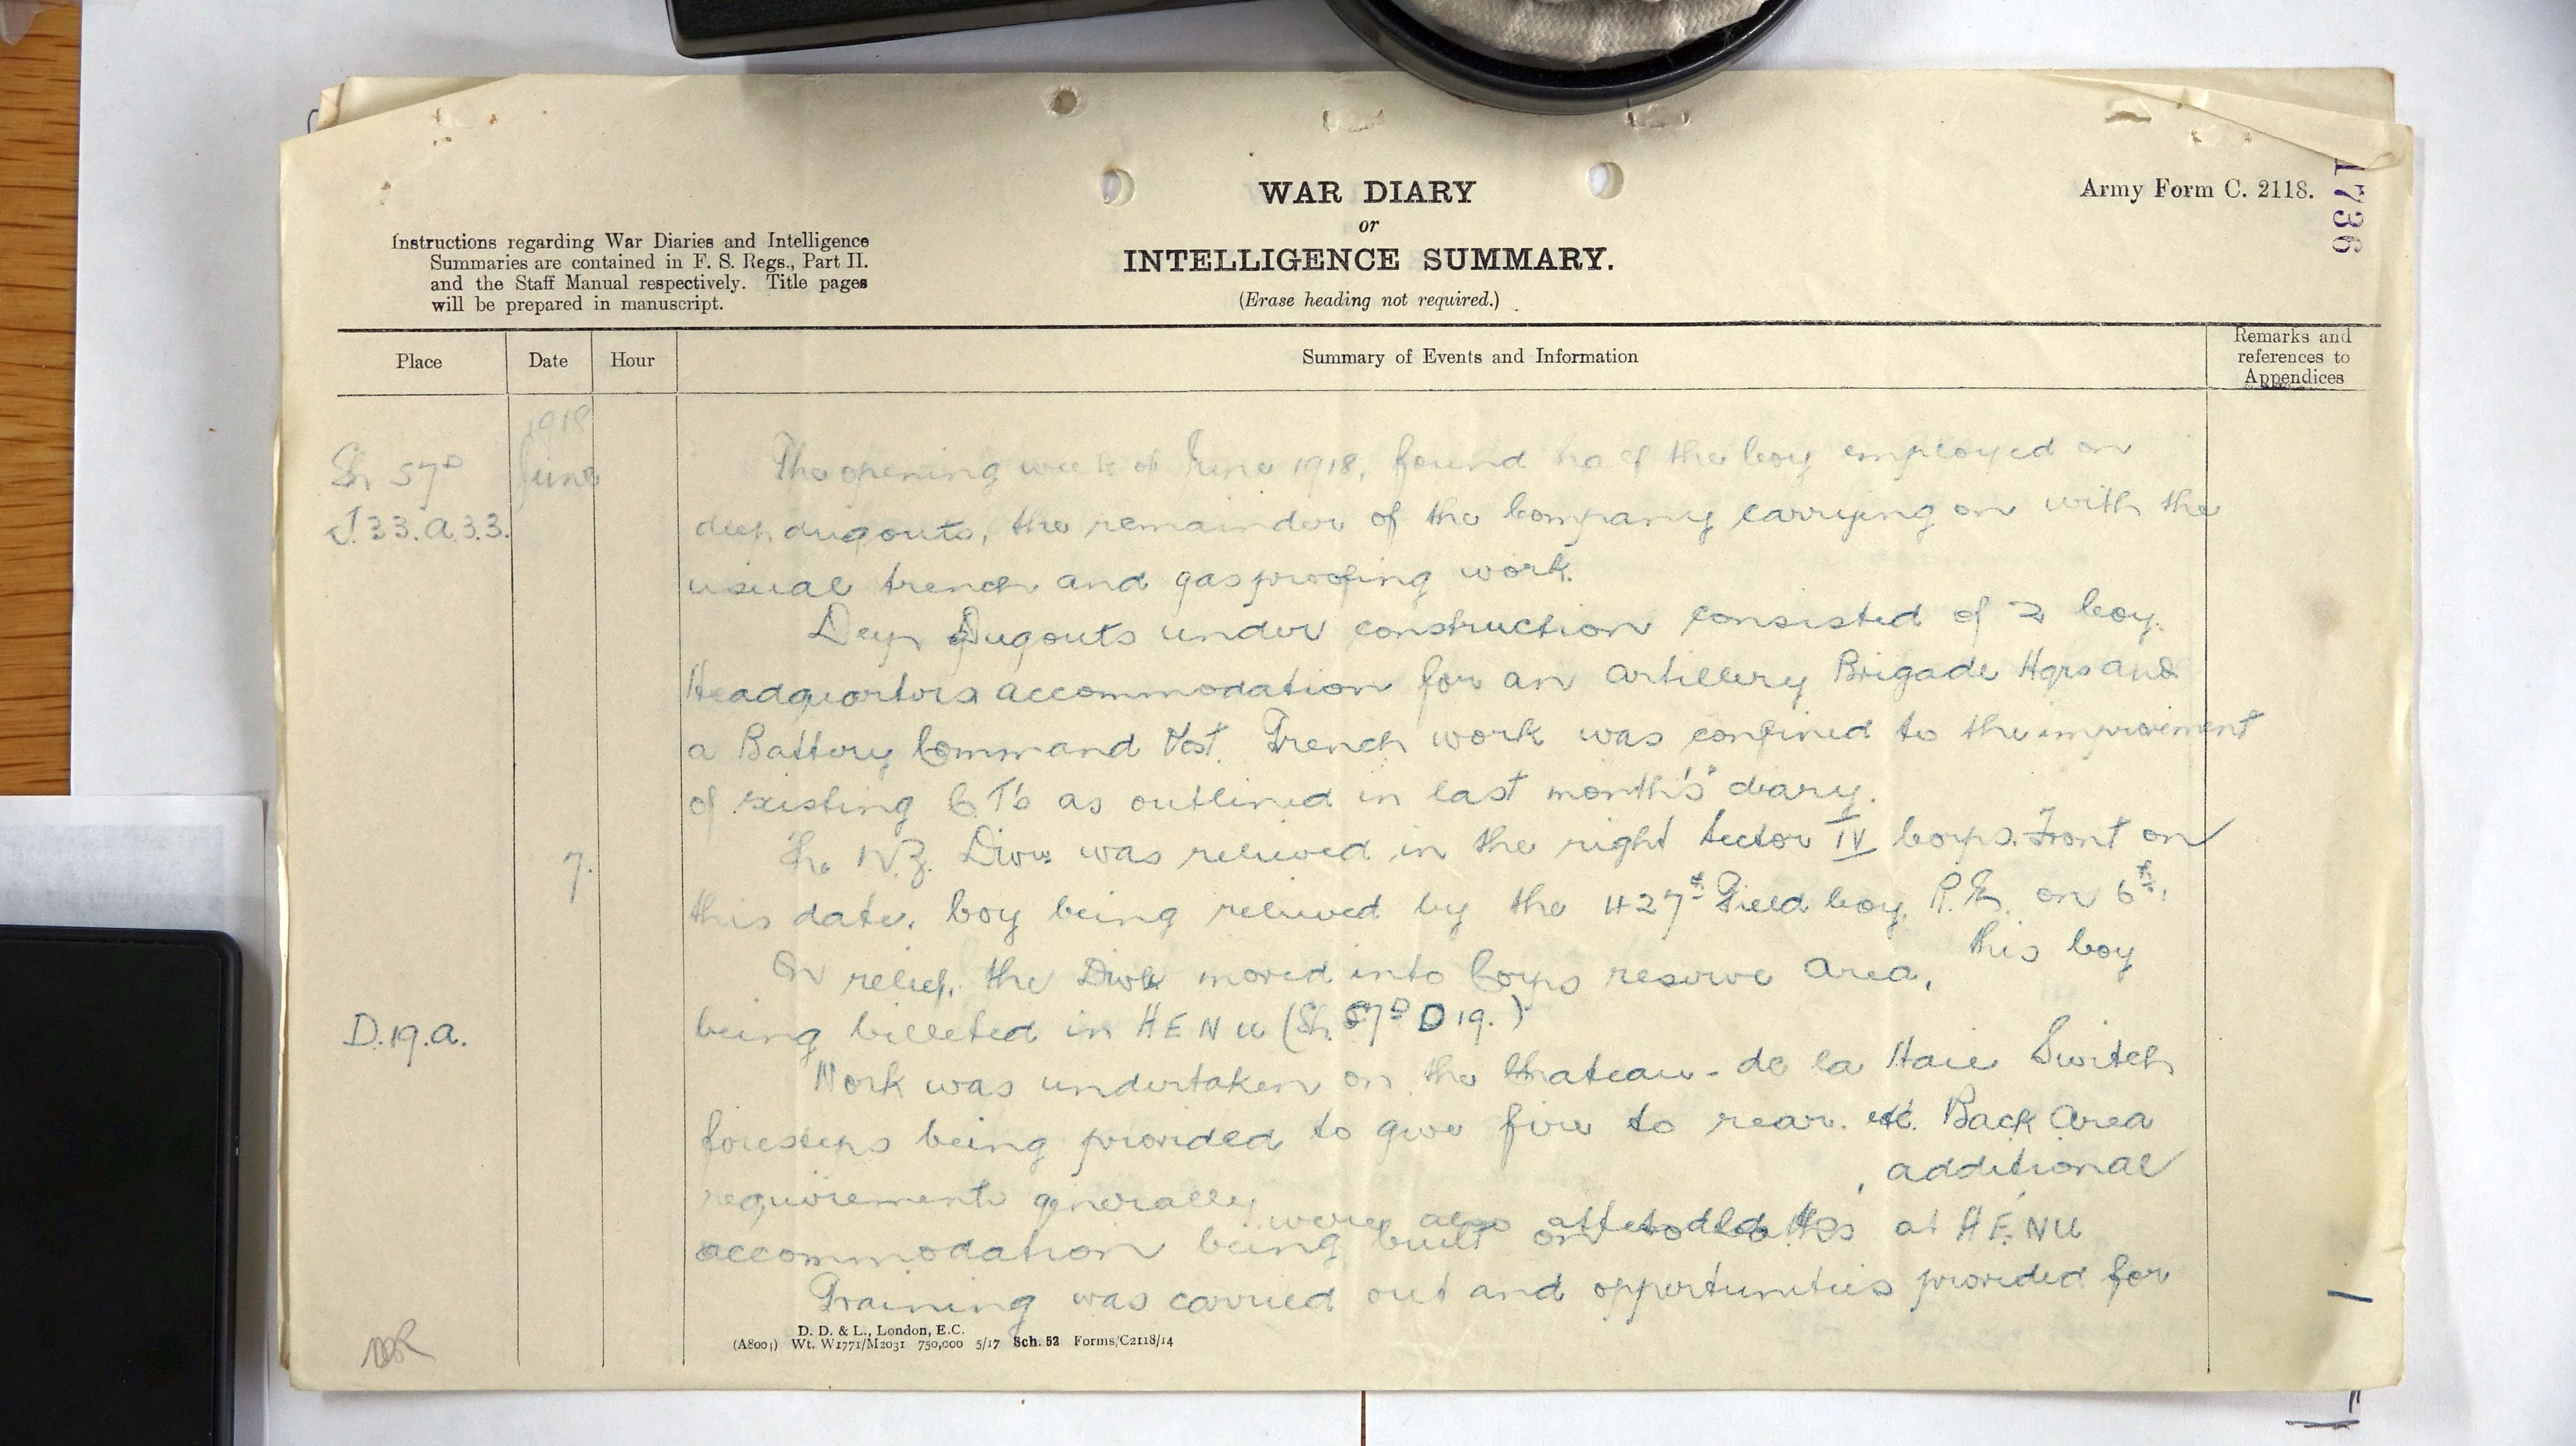 WAR DIARY
or
INTELLIGENCE SUMMARY.
(Erase heading not required.)
Army Form C. 2118.
1736
Instructions regarding War Diaries and Intelligence
Summaries are contained in F. S. Regs., Part II.
and the Staff Manual respectively. Title pages
will be prepared in manuscript.
Place Date Hour Summary of Events and Information Remarks and references to Appendices
1918
Sh 57D June The opening week of June 1918, found half the Coy employed on
J.33.a.3.3. deep dugouts, the remainder of the Company carrying on with the
usual trench and gasproofing work.
Deep Dugouts under construction consisted of 2 Coy.
Headquarters accommodation for an Artillery Brigade Hqrs and
a Battery Command Post. Trench work was confined to the improvement
of existing C.Ts as outlined in last month's diary.
7. The N.Z. Divn was relieved in the right sector IV Corps Front on
this date, Coy being relieved by the 427th Field Coy. R.E. on 6th.
On relief, the Divn moved into Corps reserve area, this Coy
D.19.a. being billeted in HENU (Sh. 57D D 19.)
Work was undertaken on the Chateau-de la Haie Switch
firesteps being provided to give fire to rear. etc. Back Area
requirements generally were also attended to, additional
accommodation being built at HENU
Training was carried out and opportunities provided for
D. D. & L., London, E.C.
(A8001) Wt. W1771/M2031 750,000 5/17 Sch. 52 Forms/C2118/14